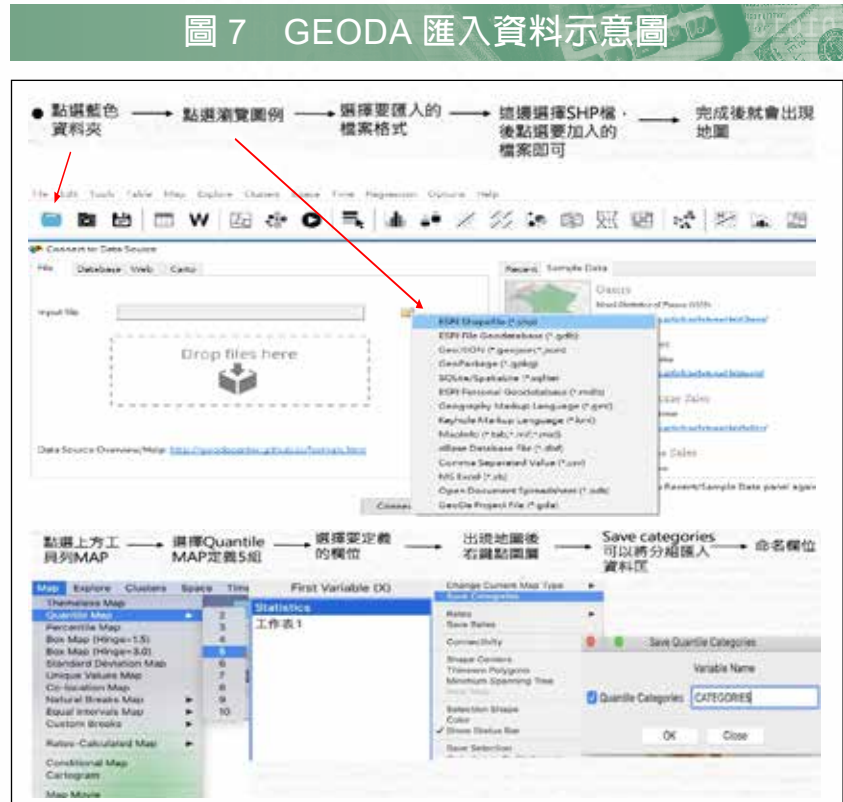 圖 7 GEODA 匯入資料示意圖
● 點選藍色資料夾 → 點選瀏覽圖例 → 選擇要匯入的檔案格式 → 這邊選擇SHP檔，後點選要加入的檔案即可 → 完成後就會出現地圖
File Edit Tools Table Map Explore Clusters Space Time Regression Options Help
W
Connect to Data Source
File Database Web Carto
Recent Sample Data
Input file
Drop files here
ESRI Shapefile (*.shp)
ESRI File Geodatabase (*.gdb)
GeoJSON (*.geojson;*.json)
GeoPackage (*.gpkg)
SQLite/SpatiaLite (*.sqlite)
ESRI Personal Geodatabase (*.mdb)
Geography Markup Language (*.gml)
Keyhole Markup Language (*.kml)
MapInfo (*.tab;*.mif;*.mid)
dBase Database File (*.dbf)
Comma Separated Value (*.csv)
MS Excel (*.xls)
Open Document Spreadsheet (*.ods)
GeoDa Project File (*.gda)
Data Source Overview/Help:
Recent/Sample Data panel again
點選上方工具列MAP → 選擇Quantile MAP定義5組 → 選擇要定義的欄位 → 出現地圖後右鍵點圖層 → Save categories 可以將分組匯入資料匣 → 命名欄位
Map Explore Clusters Space Time
Themeless Map
Quantile Map
Percentile Map
Box Map (Hinge=1.5)
Box Map (Hinge=3.0)
Standard Deviation Map
Unique Values Map
Co-location Map
Natural Breaks Map
Equal Intervals Map
Custom Breaks
Rates-Calculated Map
Conditional Map
Cartogram
Map Movie
2
3
4
5
6
7
8
9
10
First Variable (X)
Statistics
工作表1
Change Current Map Type
Save Categories
Rates
Save Rates
Connectivity
Shape Centers
Thiessen Polygons
Minimum Spanning Tree
Selection Shape
Color
✓ Show Status Bar
Save Selection
Save Quantile Categories
Variable Name
Quantile Categories CATEGORIES
OK Close